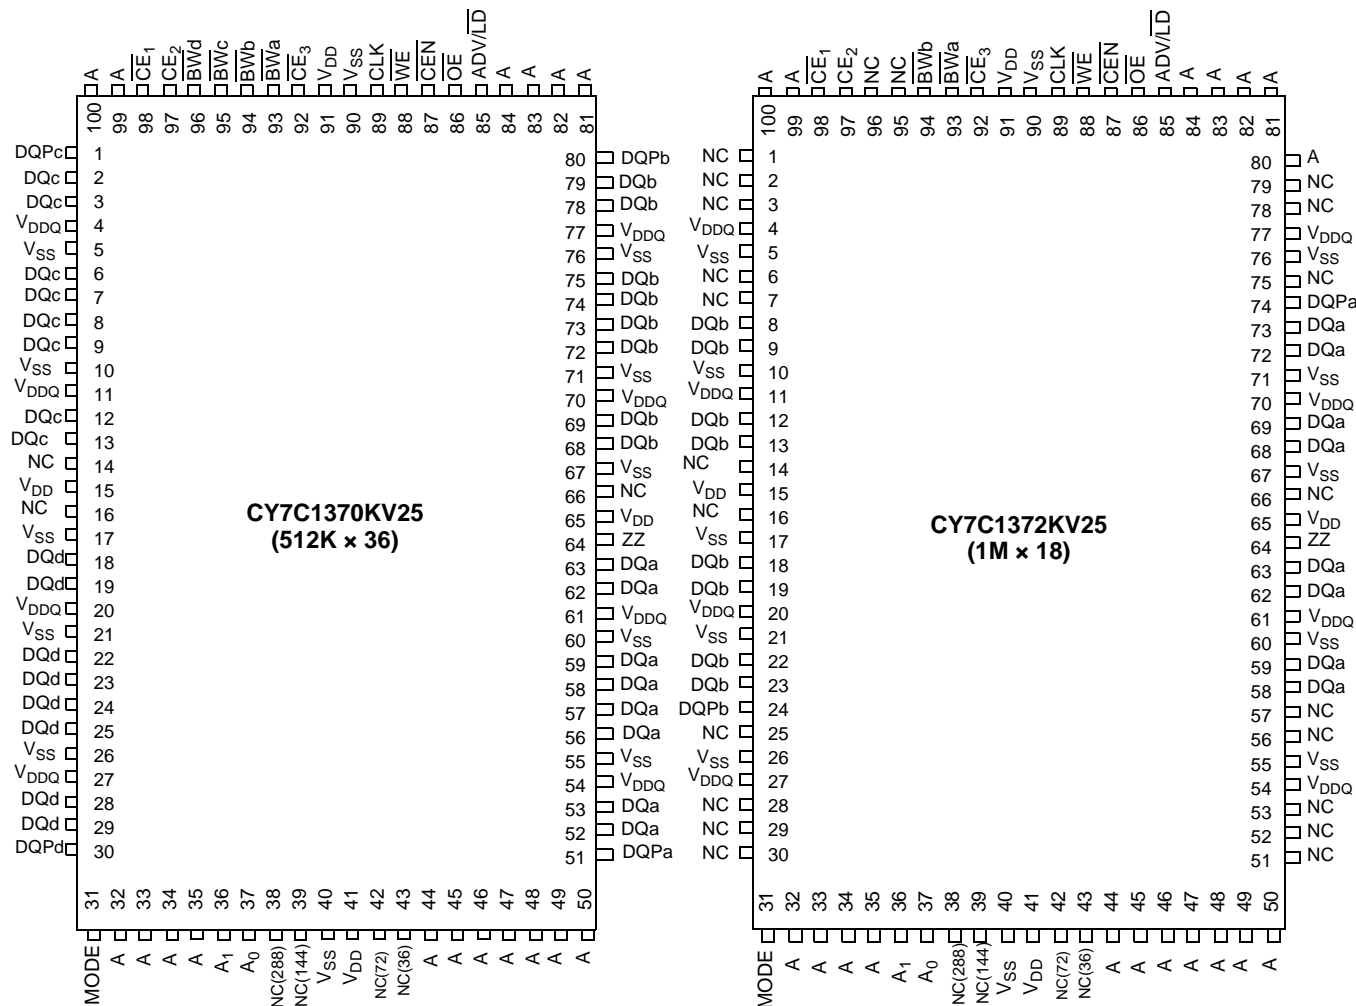 A A CE1 CE2 BWd BWc BWb BWa CE3 VDD VSS CLK WE CEN OE ADV/LD A A A A
100 99 98 97 96 95 94 93 92 91 90 89 88 87 86 85 84 83 82 81
DQPc 1
DQc 2
DQc 3
VDDQ 4
VSS 5
DQc 6
DQc 7
DQc 8
DQc 9
VSS 10
VDDQ 11
DQc 12
DQc 13
NC 14
VDD 15
NC 16
VSS 17
DQd 18
DQd 19
VDDQ 20
VSS 21
DQd 22
DQd 23
DQd 24
DQd 25
VSS 26
VDDQ 27
DQd 28
DQd 29
DQPd 30
CY7C1370KV25
(512K × 36)
80 DQPb
79 DQb
78 DQb
77 VDDQ
76 VSS
75 DQb
74 DQb
73 DQb
72 DQb
71 VSS
70 VDDQ
69 DQb
68 DQb
67 VSS
66 NC
65 VDD
64 ZZ
63 DQa
62 DQa
61 VDDQ
60 VSS
59 DQa
58 DQa
57 DQa
56 DQa
55 VSS
54 VDDQ
53 DQa
52 DQa
51 DQPa
31 32 33 34 35 36 37 38 39 40 41 42 43 44 45 46 47 48 49 50
MODE A A A A A1 A0 NC(288) NC(144) VSS VDD NC(72) NC(36) A A A A A A A
A A CE1 CE2 NC NC BWb BWa CE3 VDD VSS CLK WE CEN OE ADV/LD A A A A
100 99 98 97 96 95 94 93 92 91 90 89 88 87 86 85 84 83 82 81
NC 1
NC 2
NC 3
VDDQ 4
VSS 5
NC 6
NC 7
DQb 8
DQb 9
VSS 10
VDDQ 11
DQb 12
DQb 13
NC 14
VDD 15
NC 16
VSS 17
DQb 18
DQb 19
VDDQ 20
VSS 21
DQb 22
DQb 23
DQPb 24
NC 25
VSS 26
VDDQ 27
NC 28
NC 29
NC 30
CY7C1372KV25
(1M × 18)
80 A
79 NC
78 NC
77 VDDQ
76 VSS
75 NC
74 DQPa
73 DQa
72 DQa
71 VSS
70 VDDQ
69 DQa
68 DQa
67 VSS
66 NC
65 VDD
64 ZZ
63 DQa
62 DQa
61 VDDQ
60 VSS
59 DQa
58 DQa
57 NC
56 NC
55 VSS
54 VDDQ
53 NC
52 NC
51 NC
31 32 33 34 35 36 37 38 39 40 41 42 43 44 45 46 47 48 49 50
MODE A A A A A1 A0 NC(288) NC(144) VSS VDD NC(72) NC(36) A A A A A A A